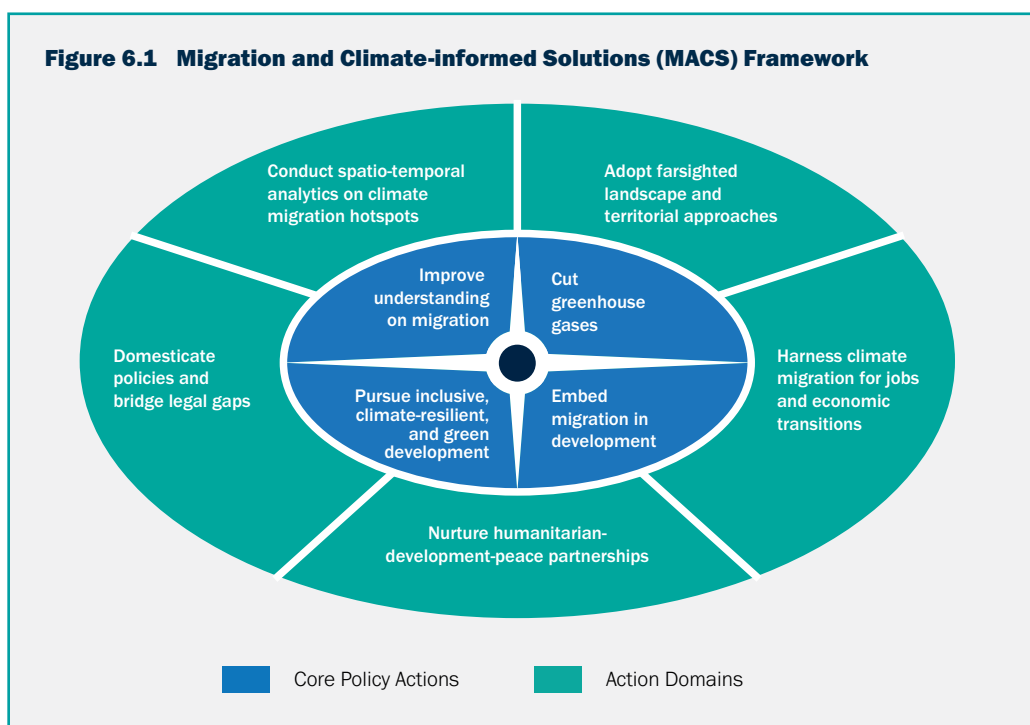 Figure 6.1 Migration and Climate-informed Solutions (MACS) Framework
Conduct spatio-temporal
analytics on climate
migration hotspots
Adopt farsighted
landscape and
territorial approaches
Improve
understanding
on migration
Cut
greenhouse
gases
Domesticate
policies and
bridge legal gaps
Harness climate
migration for jobs
and economic
transitions
Pursue inclusive,
climate-resilient,
and green
development
Embed
migration in
development
Nurture humanitarian-
development-peace partnerships
Core Policy Actions
Action Domains